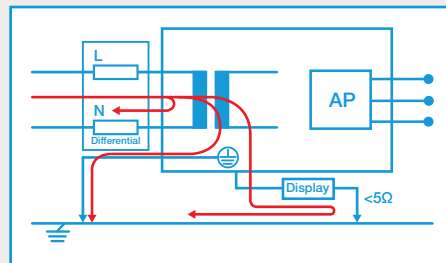 L
AP
N
Differential
Display
<5Ω